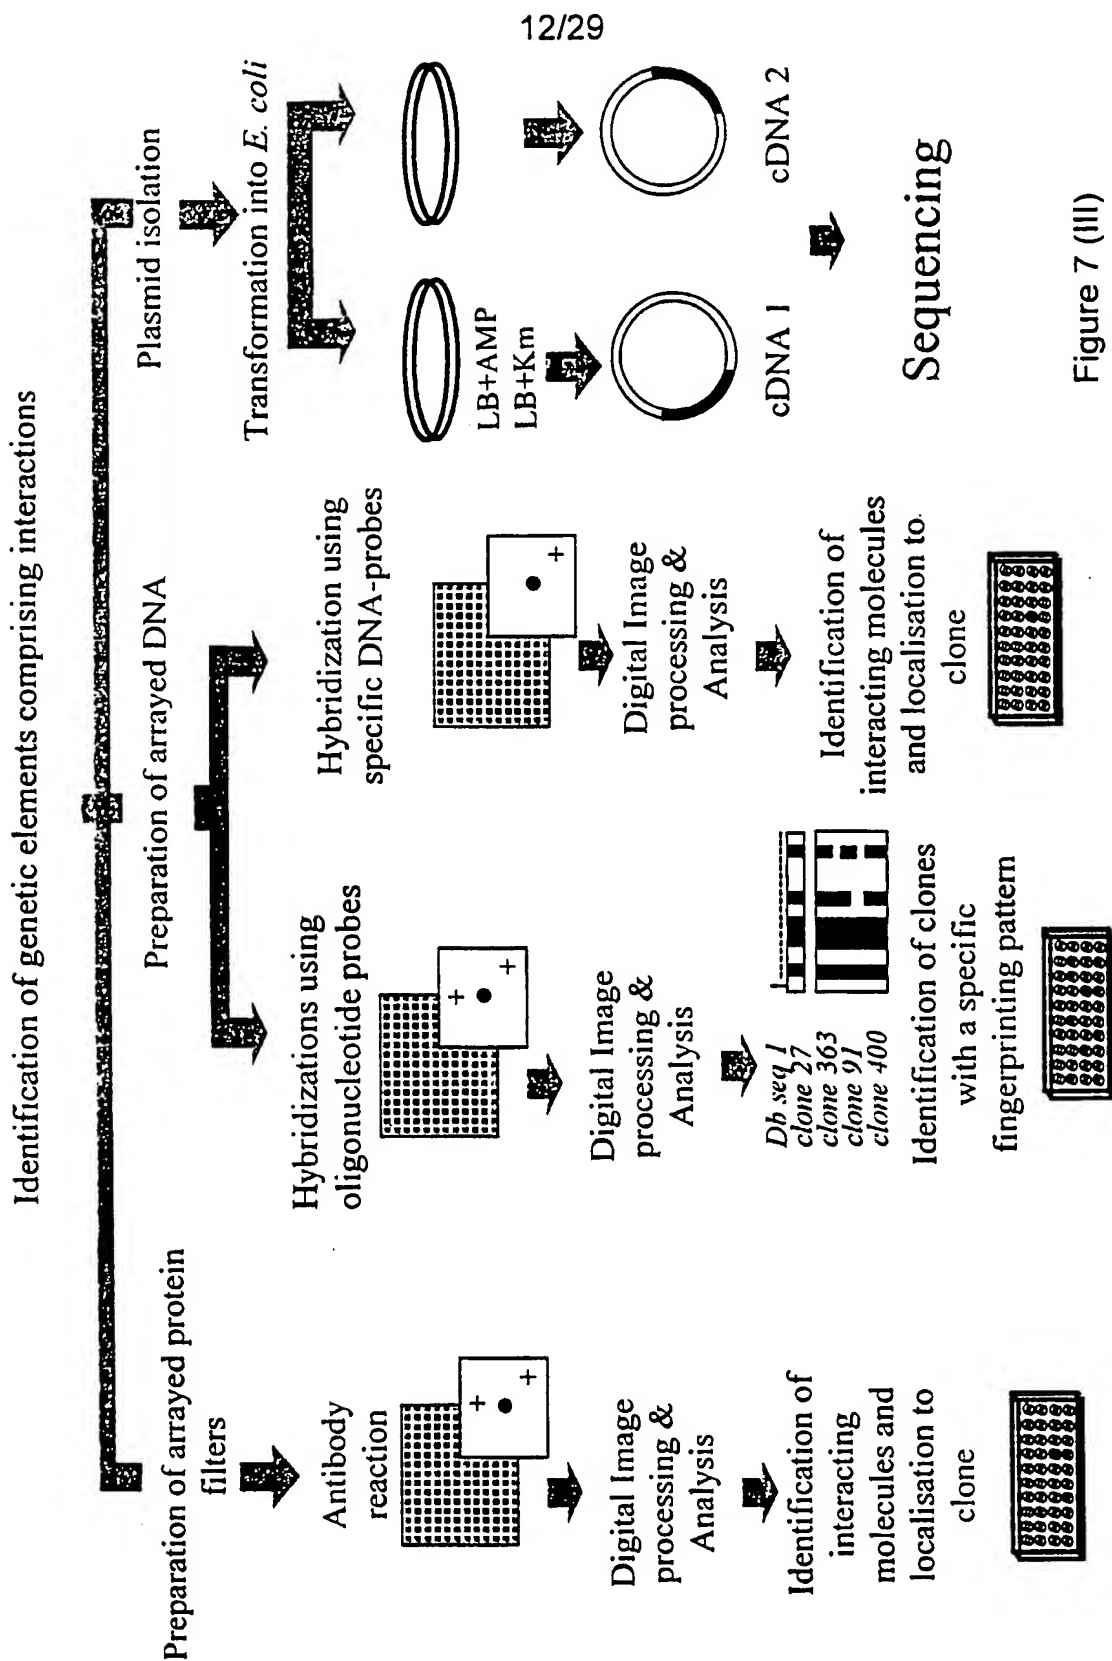 12/29
Identification of genetic elements comprising interactions
Preparation of arrayed protein
filters
Antibody
reaction
Digital Image
processing &
Analysis
Identification of
interacting
molecules and
localisation to
clone
Preparation of arrayed DNA
Hybridizations using
oligonucleotide probes
Digital Image
processing &
Analysis
Db seq 1
clone 27
clone 363
clone 91
clone 400
Identification of clones
with a specific
fingerprinting pattern
Hybridization using
specific DNA-probes
Digital Image
processing &
Analysis
Identification of
interacting molecules
and localisation to
clone
Plasmid isolation
Transformation into E. coli
LB+AMP
LB+Km
cDNA 1
cDNA 2
Sequencing
Figure 7 (III)